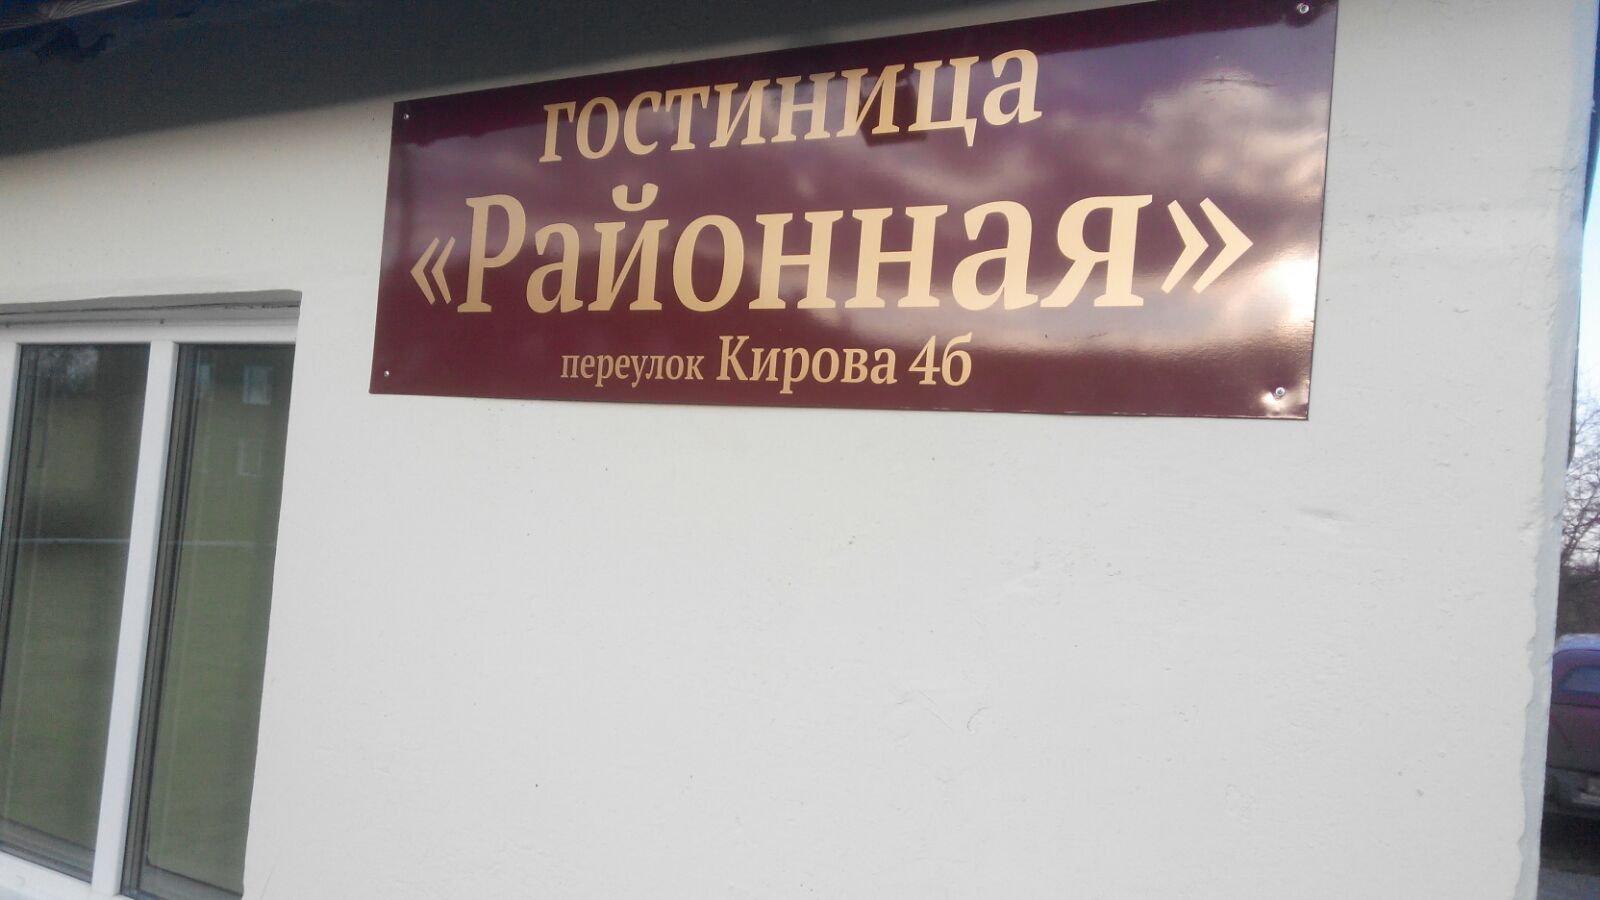 гостиница
«Районная»
переулок Кирова 4б